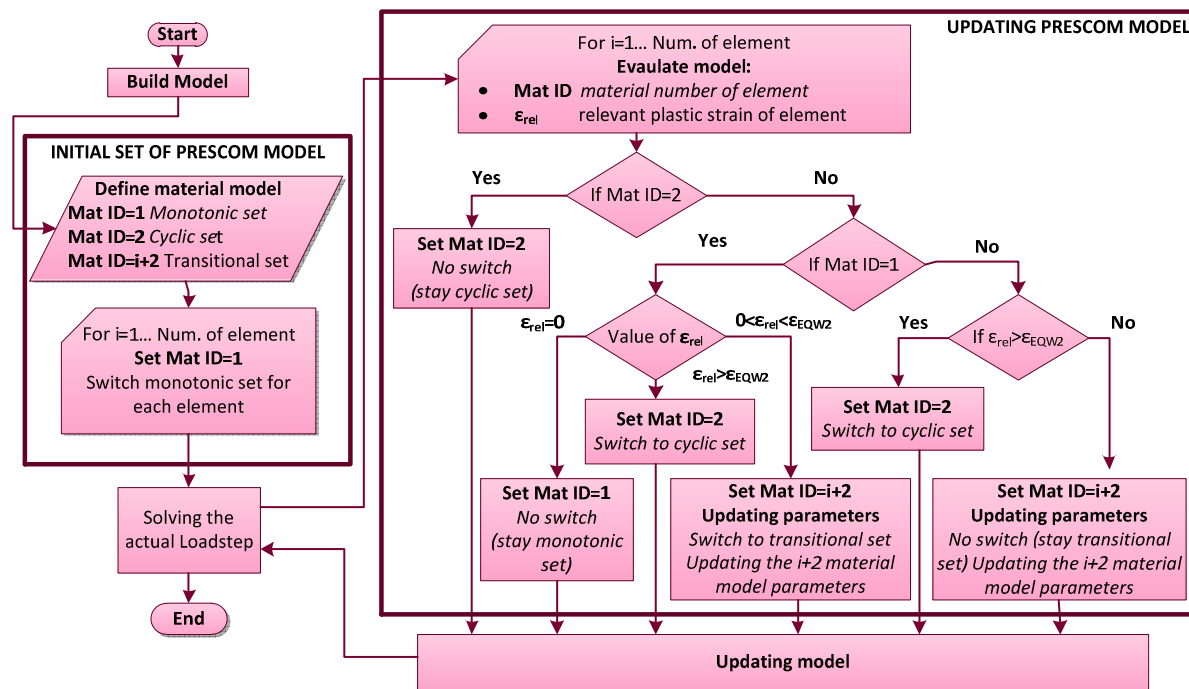 Start
Build Model
INITIAL SET OF PRESCOM MODEL
Define material model
Mat ID=1 Monotonic set
Mat ID=2 Cyclic set
Mat ID=i+2 Transitional set
For i=1... Num. of element
Set Mat ID=1
Switch monotonic set for
each element
Solving the
actual Loadstep
End
UPDATING PRESCOM MODEL
For i=1... Num. of element
Evaulate model:
• Mat ID material number of element
• εrel relevant plastic strain of element
If Mat ID=2
Yes
No
Set Mat ID=2
No switch
(stay cyclic set)
If Mat ID=1
Yes
No
Value of εrel
εrel=0
0<εrel<εEQW2
εrel>εEQW2
If εrel>εEQW2
Yes
No
Set Mat ID=2
Switch to cyclic set
Set Mat ID=2
Switch to cyclic set
Set Mat ID=1
No switch
(stay monotonic
set)
Set Mat ID=i+2
Updating parameters
Switch to transitional set
Updating the i+2 material
model parameters
Set Mat ID=i+2
Updating parameters
No switch (stay transitional
set) Updating the i+2 material
model parameters
Updating model